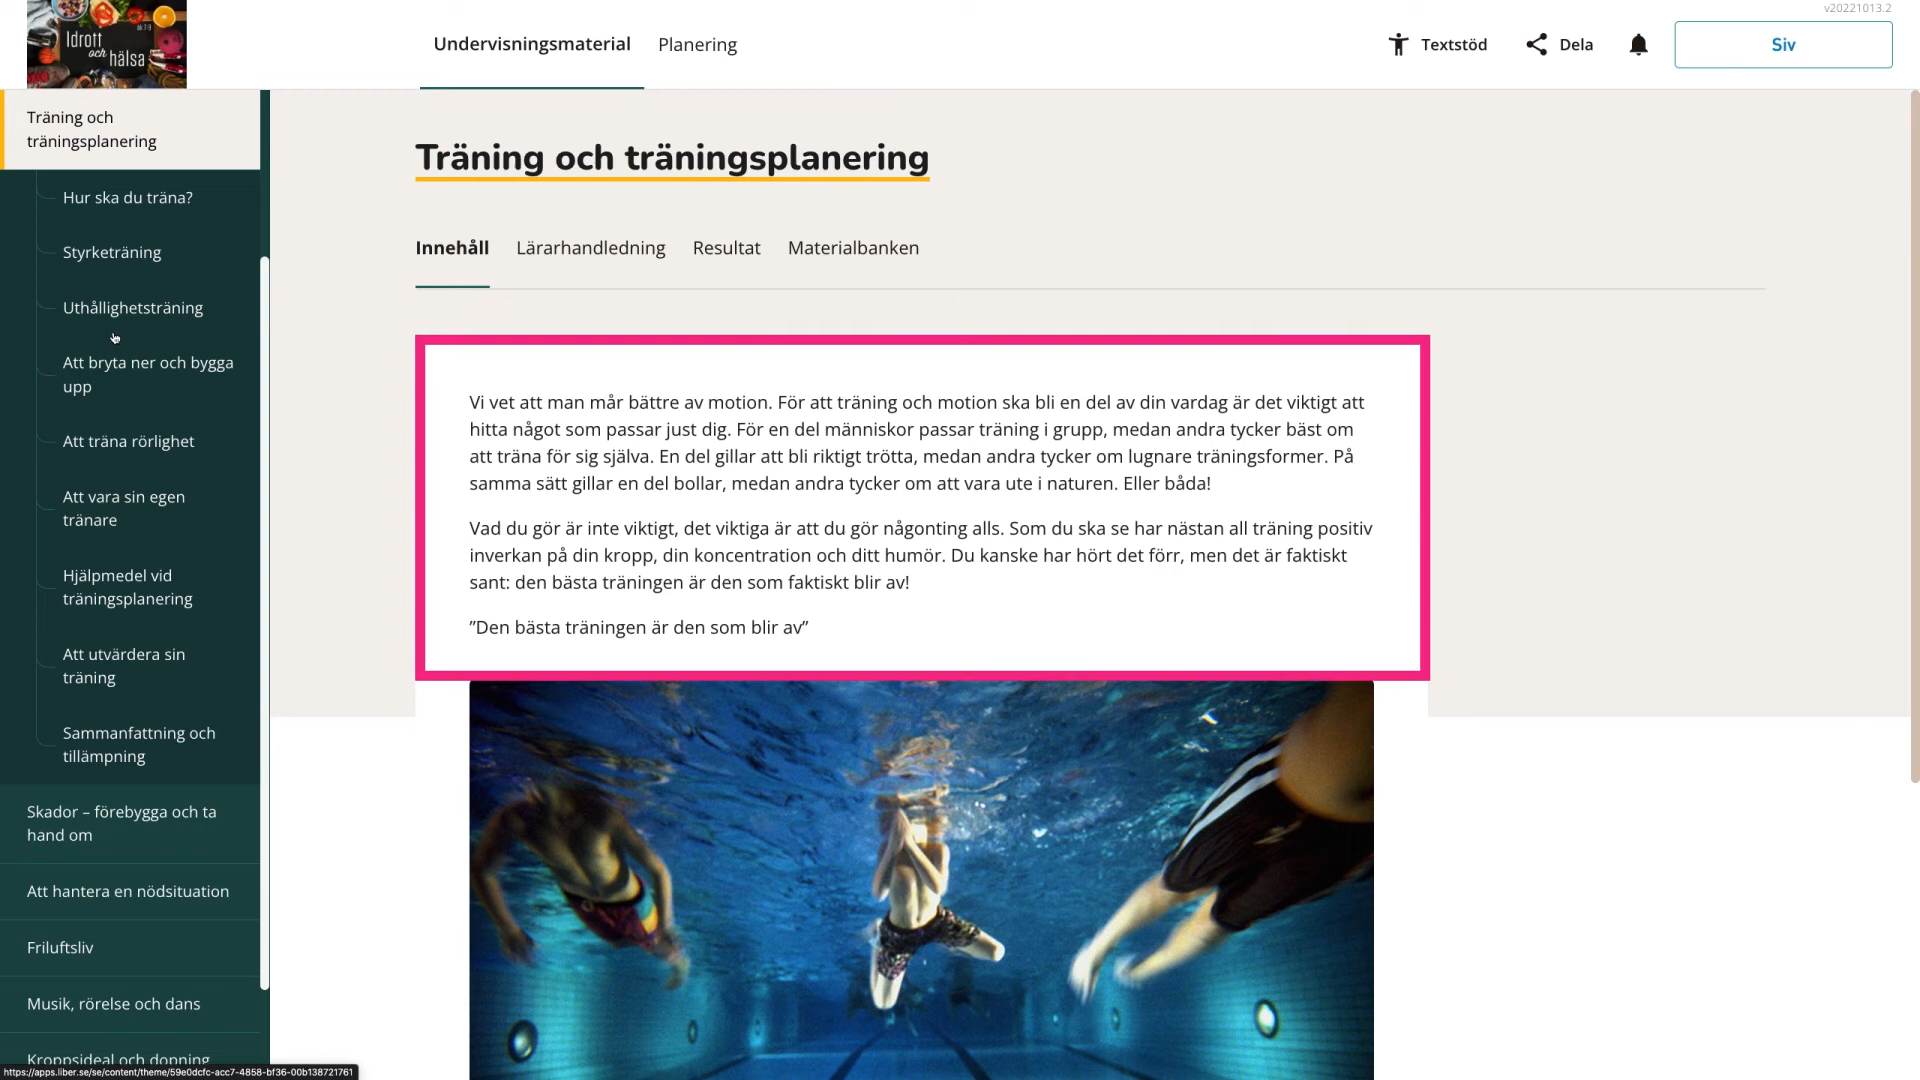 v20221013.2
Idrott
och
hälsa
åk 7-9
Undervisningsmaterial
Planering
Textstöd
Dela
Siv
Träning och
träningsplanering
Hur ska du träna?
Styrketräning
Uthållighetsträning
Att bryta ner och bygga
upp
Att träna rörlighet
Att vara sin egen
tränare
Hjälpmedel vid
träningsplanering
Att utvärdera sin
träning
Sammanfattning och
tillämpning
Skador – förebygga och ta
hand om
Att hantera en nödsituation
Friluftsliv
Musik, rörelse och dans
Kroppsideal och dopning
https://apps.liber.se/se/content/theme/59e0dcfc-acc7-4858-bf36-00b138721761
Träning och träningsplanering
Innehåll
Lärarhandledning
Resultat
Materialbanken
Vi vet att man mår bättre av motion. För att träning och motion ska bli en del av din vardag är det viktigt att
hitta något som passar just dig. För en del människor passar träning i grupp, medan andra tycker bäst om
att träna för sig själva. En del gillar att bli riktigt trötta, medan andra tycker om lugnare träningsformer. På
samma sätt gillar en del bollar, medan andra tycker om att vara ute i naturen. Eller båda!
Vad du gör är inte viktigt, det viktiga är att du gör någonting alls. Som du ska se har nästan all träning positiv
inverkan på din kropp, din koncentration och ditt humör. Du kanske har hört det förr, men det är faktiskt
sant: den bästa träningen är den som faktiskt blir av!
”Den bästa träningen är den som blir av”